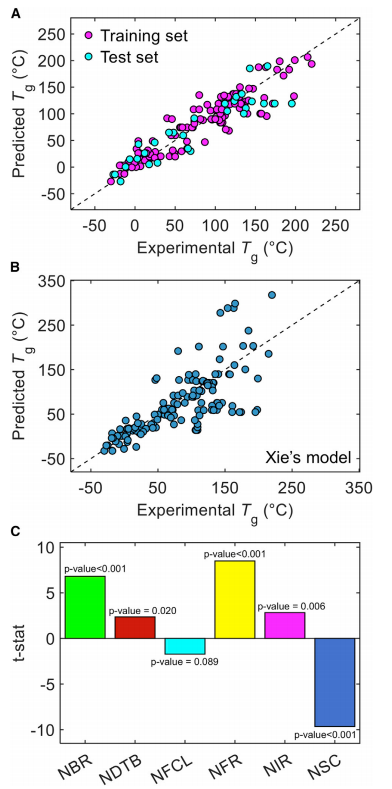 A
Training set
Test set
Predicted Tg (°C)
250
200
150
100
50
0
-50
-50 0 50 100 150 200 250
Experimental Tg (°C)
B
Predicted Tg (°C)
350
250
150
50
-50
Xie's model
-50 50 150 250 350
Experimental Tg (°C)
C
t-stat
10
5
0
-5
-10
p-value<0.001
p-value = 0.020
p-value = 0.089
p-value<0.001
p-value = 0.006
p-value<0.001
NBR NDTB NFCL NFR NIR NSC